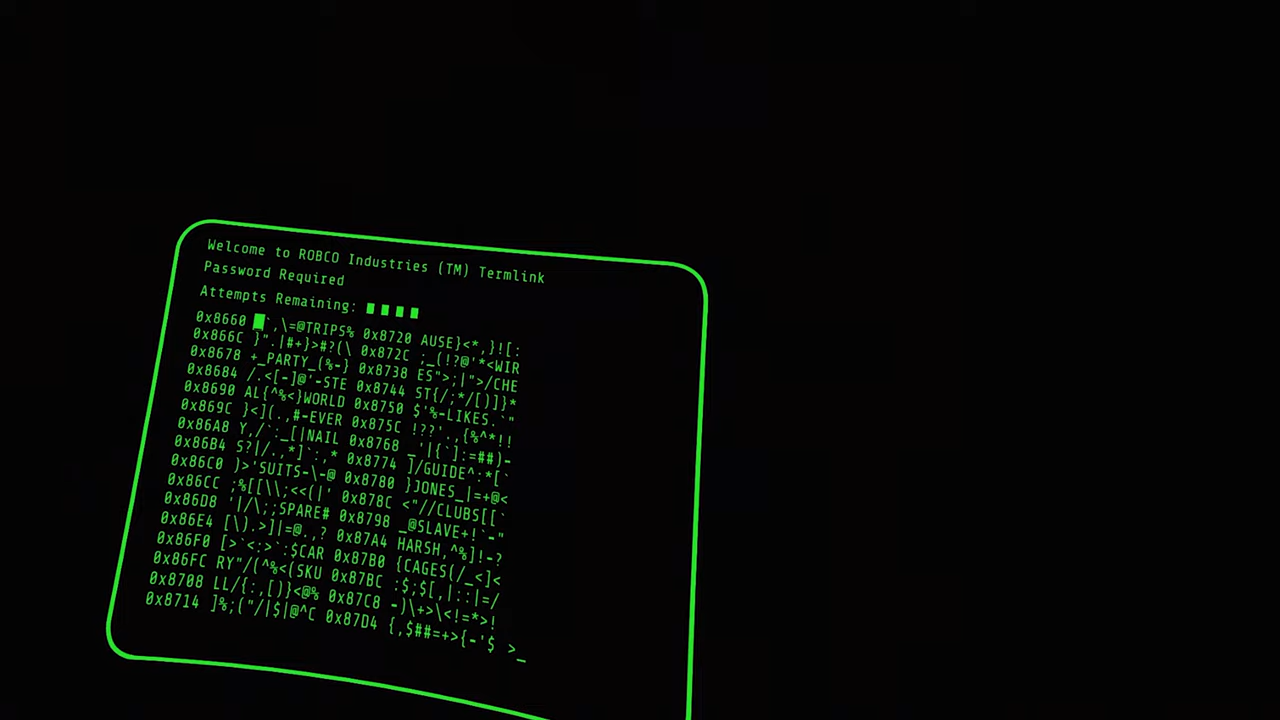 Welcome to ROBCO Industries (TM) Termlink
Password Required
Attempts Remaining: ■ ■ ■ ■
0x8660 █`,\=@TRIPS% 0x8720 AUSE}<*,}![:
0x866C }".|#+}>#?(\ 0x872C ;_(!?@'*<WIR
0x8678 +_PARTY_(%-} 0x8738 ES">;|">/CHE
0x8684 /.<[-]@'-STE 0x8744 ST{/;*/[)]}*
0x8690 AL{^%<}WORLD 0x8750 $'%-LIKES.`"
0x869C }<](.,#-EVER 0x875C !??'.,{%^*!!
0x86A8 Y,/`:_[|NAIL 0x8768 _'|{`]:=##)-
0x86B4 S?|/.,*]`:,* 0x8774 ]/GUIDE^:*[`
0x86C0 )>'SUITS-\-@ 0x8780 }JONES_|=+@<
0x86CC ;%[[\\;<<(|' 0x878C <"//CLUBS[[`
0x86D8 '|/\;;SPARE# 0x8798 _@SLAVE+!`-"
0x86E4 [\).>]|=@.,? 0x87A4 HARSH,^%]!-?
0x86F0 [>`<:>`:$CAR 0x87B0 {CAGES(/_<]<
0x86FC RY"/(^%<(SKU 0x87BC :$;$[,|::|=/
0x8708 LL/{:,[)}<@% 0x87C8 -)\+>\<!=*>!
0x8714 ]%;("/|$|@^C 0x87D4 {,$##=+>{-'$ >_